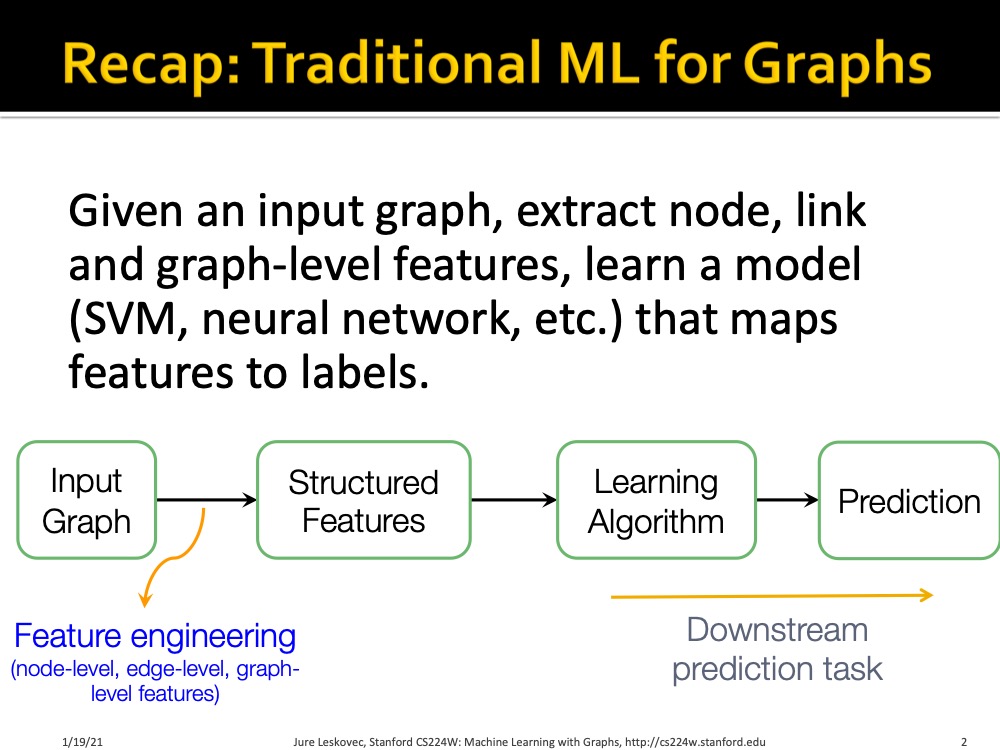 Recap: Traditional ML for Graphs
Given an input graph, extract node, link
and graph-level features, learn a model
(SVM, neural network, etc.) that maps
features to labels.
Input
Graph
Structured
Features
Learning
Algorithm
Prediction
Feature engineering
(node-level, edge-level, graph-
level features)
Downstream
prediction task
1/19/21
Jure Leskovec, Stanford CS224W: Machine Learning with Graphs, http://cs224w.stanford.edu
2